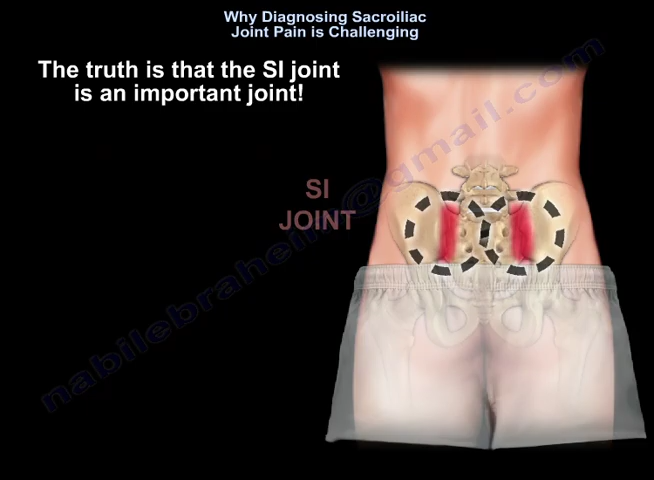 Why Diagnosing Sacroiliac
Joint Pain is Challenging
The truth is that the SI joint
is an important joint!
SI
JOINT
nabilebraheim@gmail.com